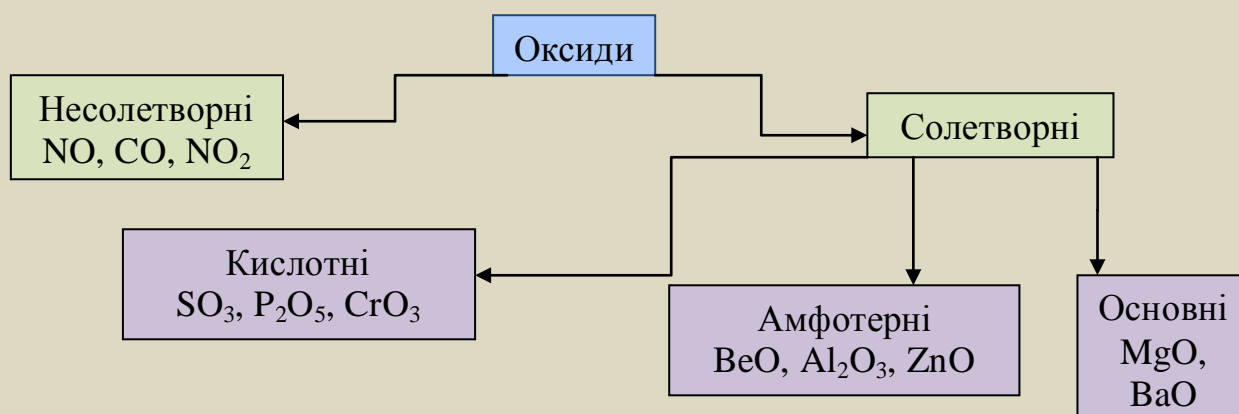 Оксиди
Несолетворні
NO, CO, NO₂
Солетворні
Кислотні
SO₃, P₂O₅, CrO₃
Амфотерні
BeO, Al₂O₃, ZnO
Основні
MgO,
BaO